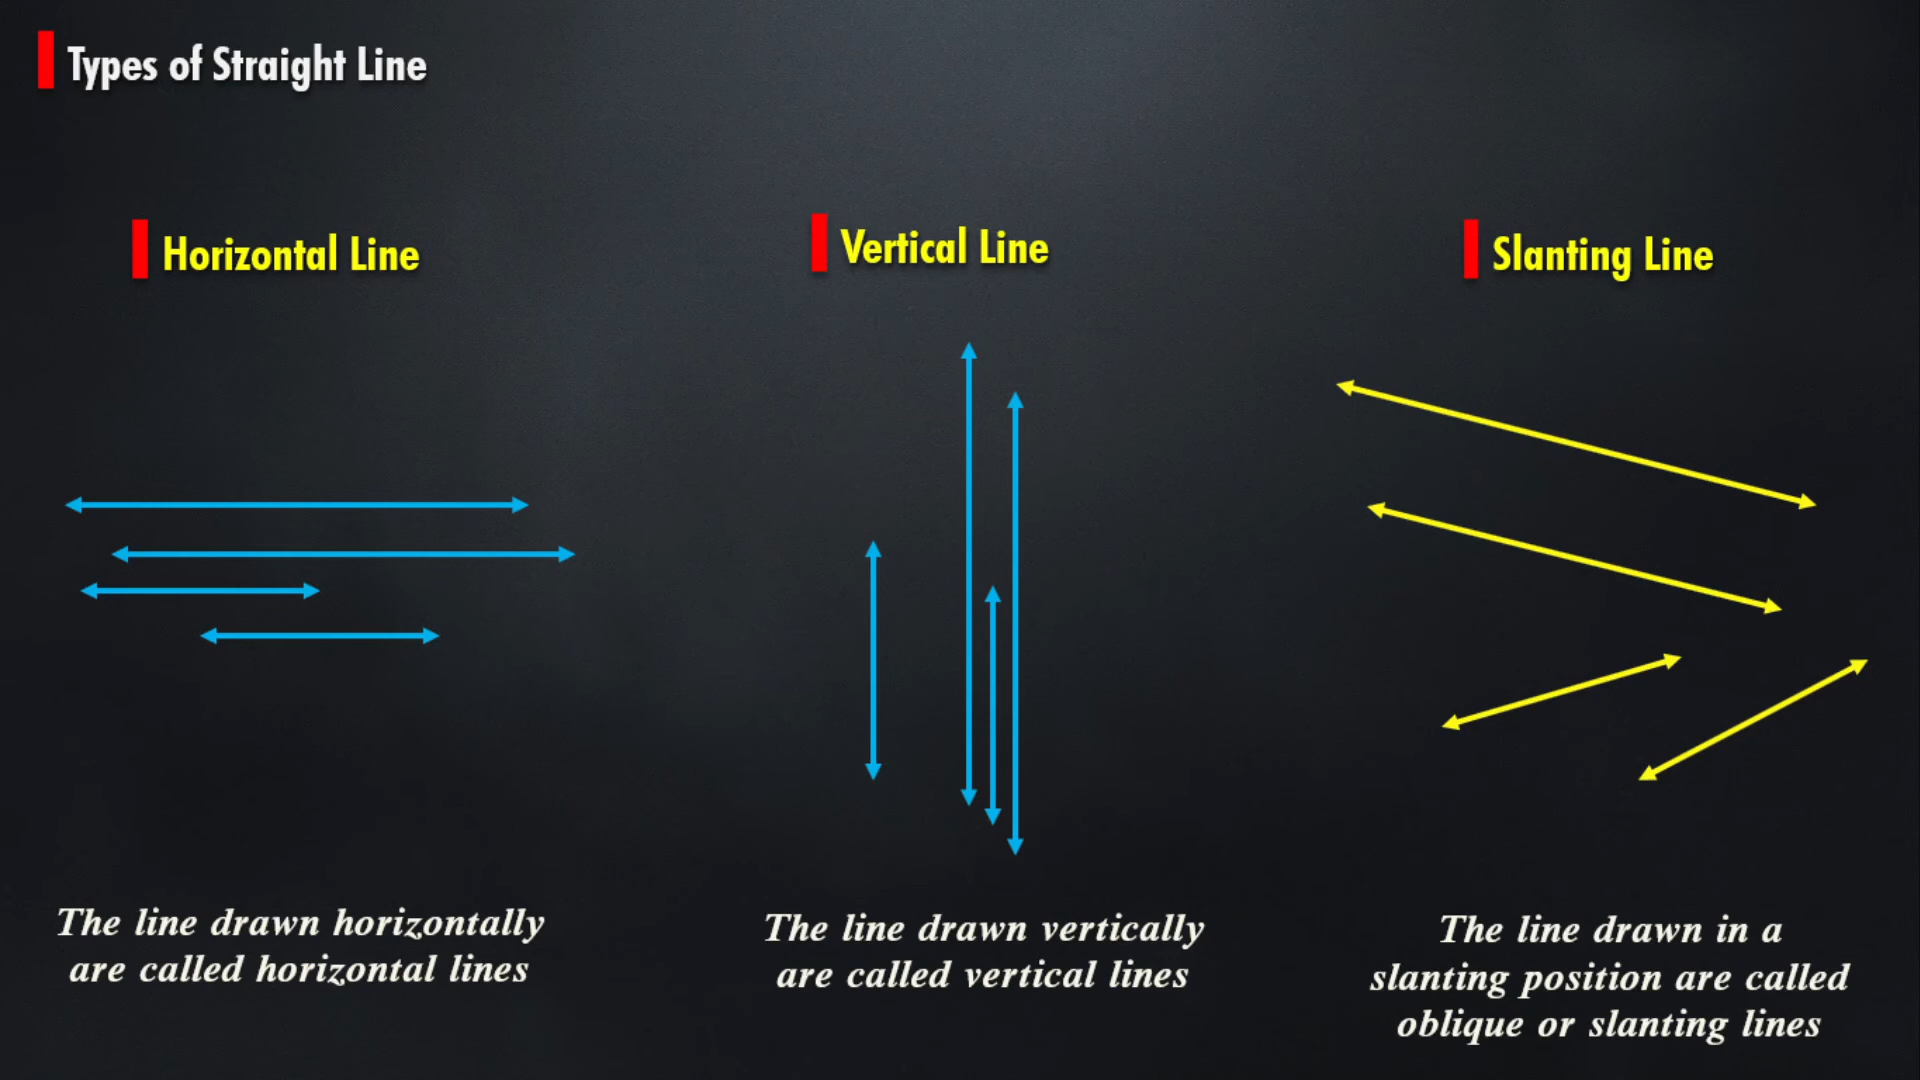 Types of Straight Line
Horizontal Line
Vertical Line
Slanting Line
The line drawn horizontally
are called horizontal lines
The line drawn vertically
are called vertical lines
The line drawn in a
slanting position are called
oblique or slanting lines